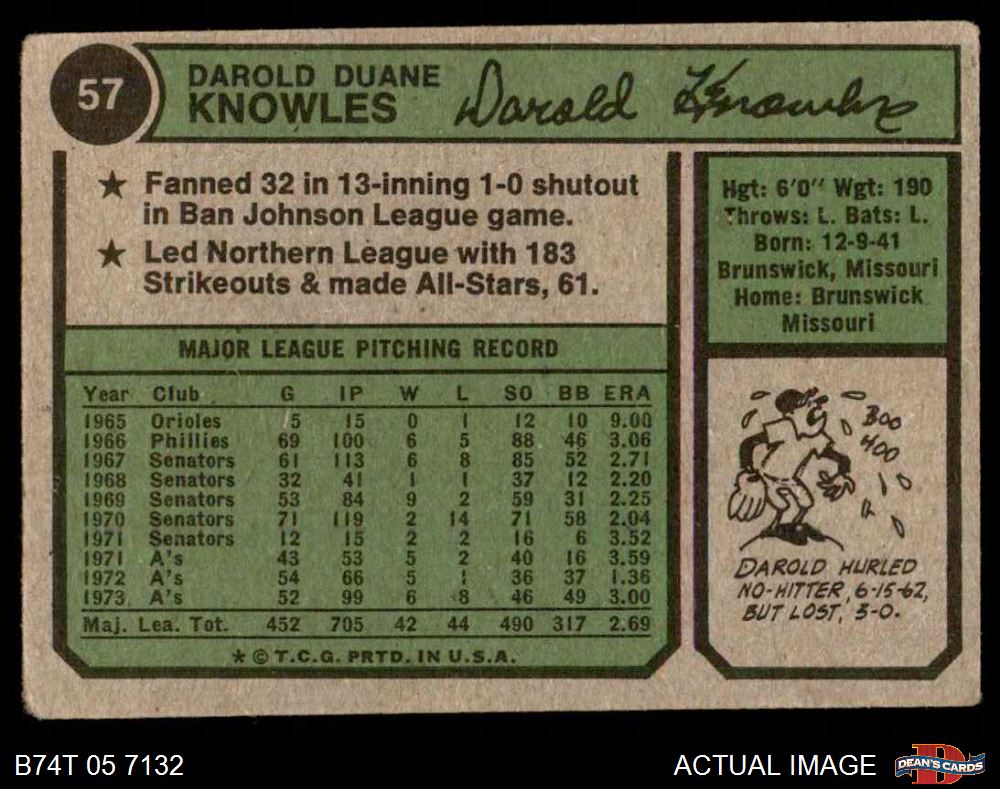 57
DAROLD DUANE
KNOWLES
Darold Knowles
★ Fanned 32 in 13-inning 1-0 shutout
in Ban Johnson League game.
★ Led Northern League with 183
Strikeouts & made All-Stars, 61.
MAJOR LEAGUE PITCHING RECORD
Year Club G IP W L SO BB ERA
1965 Orioles 5 15 0 1 12 10 9.00
1966 Phillies 69 100 6 5 88 46 3.06
1967 Senators 61 113 6 8 85 52 2.71
1968 Senators 32 41 1 1 37 12 2.20
1969 Senators 53 84 9 2 59 31 2.25
1970 Senators 71 119 2 14 71 58 2.04
1971 Senators 12 15 2 2 16 6 3.52
1971 A's 43 53 5 2 40 16 3.59
1972 A's 54 66 5 1 36 37 1.36
1973 A's 52 99 6 8 46 49 3.00
Maj. Lea. Tot. 452 705 42 44 490 317 2.69
* © T.C.G. PRTD. IN U.S.A.
Hgt: 6'0" Wgt: 190
Throws: L. Bats: L.
Born: 12-9-41
Brunswick, Missouri
Home: Brunswick
Missouri
BOO
HOO
DAROLD HURLED
NO-HITTER, 6-15-62,
BUT LOST, 3-0.
B74T 05 7132
ACTUAL IMAGE
D
DEAN'S CARDS